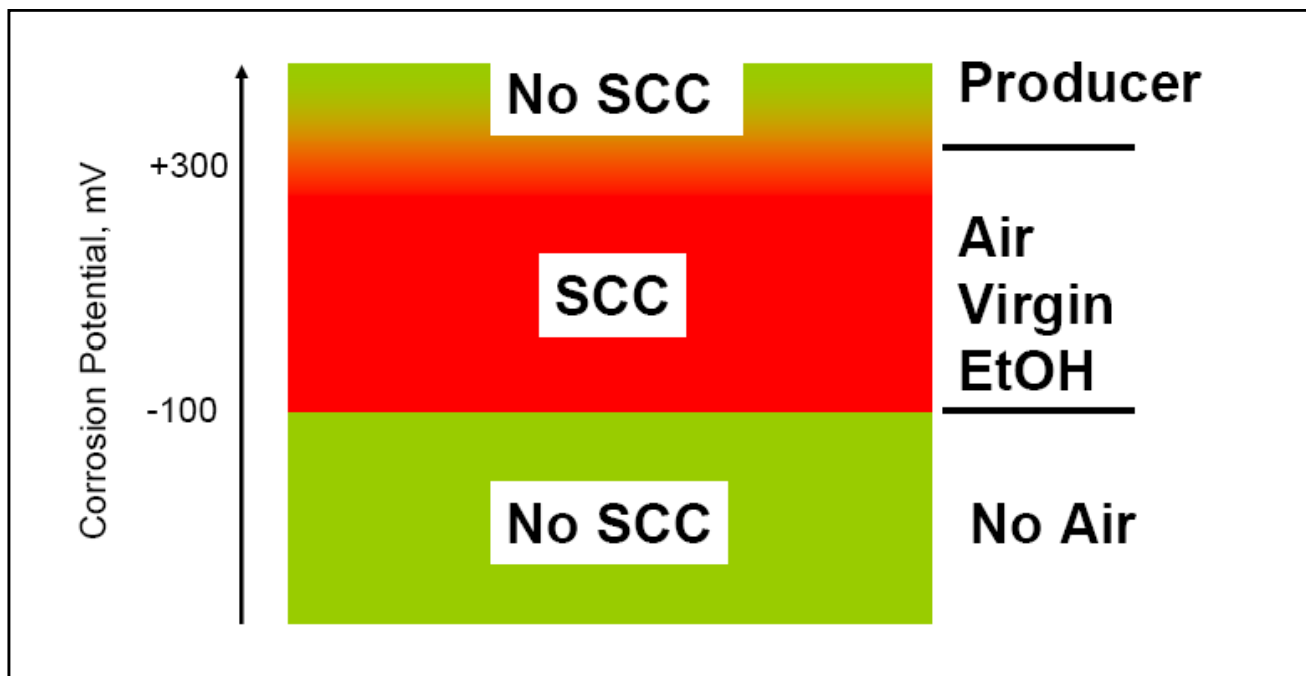 No SCC
Producer
+300
Corrosion Potential, mV
Air
Virgin
EtOH
SCC
-100
No SCC
No Air